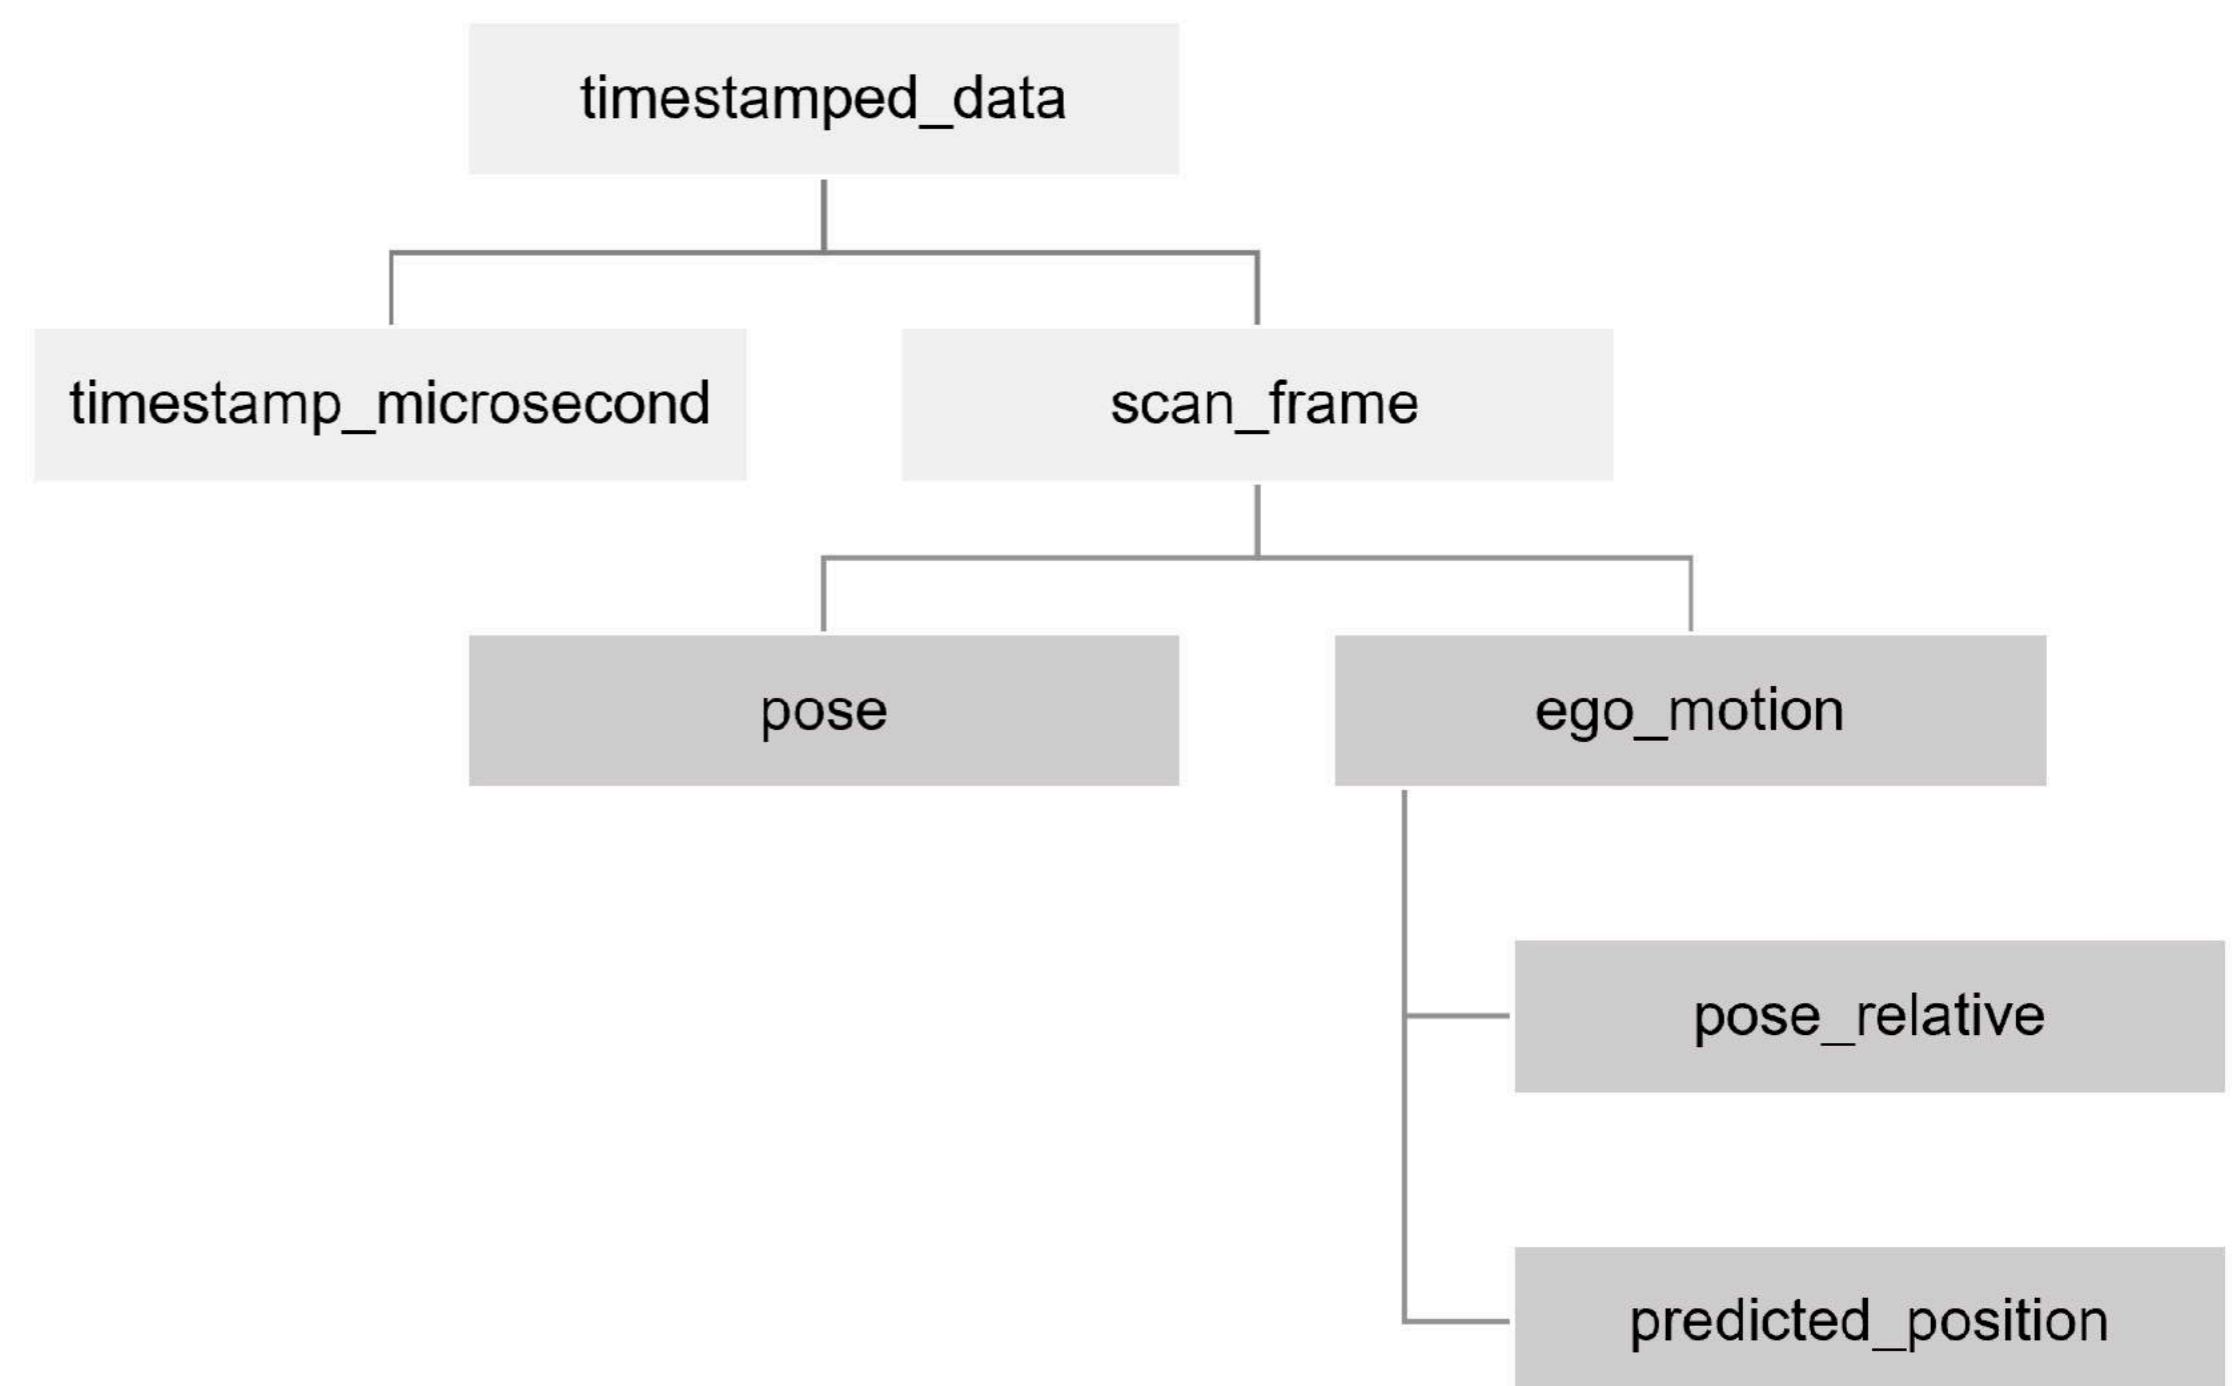 timestamped_data
timestamp_microsecond
scan_frame
pose
ego_motion
pose_relative
predicted_position